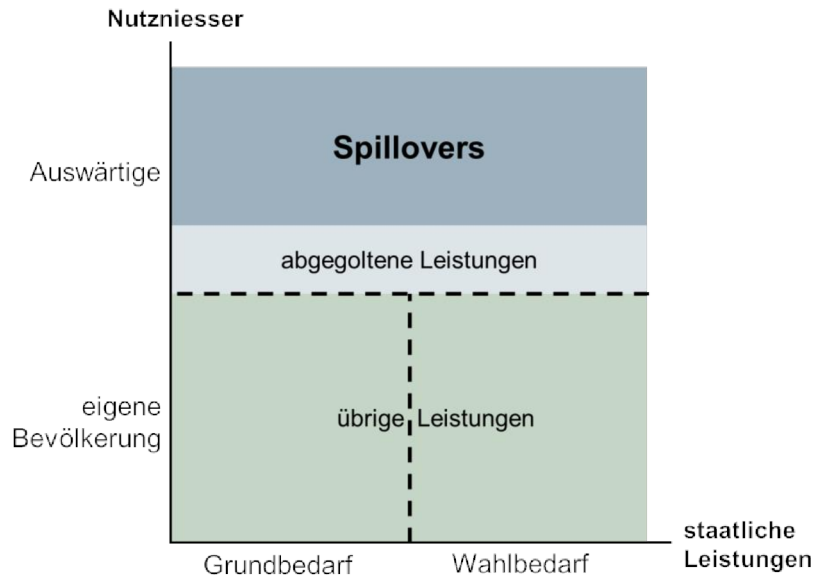 Nutzniesser
Spillovers
Auswärtige
abgegoltene Leistungen
eigene
Bevölkerung
übrige Leistungen
staatliche
Leistungen
Grundbedarf
Wahlbedarf